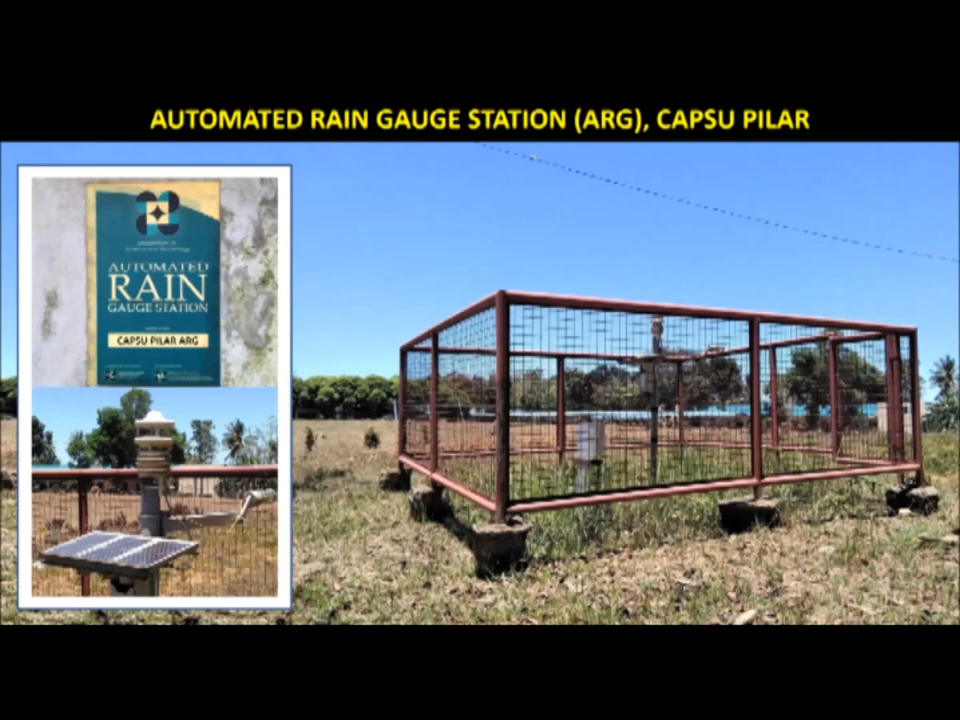 AUTOMATED RAIN GAUGE STATION (ARG), CAPSU PILAR
AUTOMATED
RAIN
GAUGE STATION
CAPSU PILAR ARG